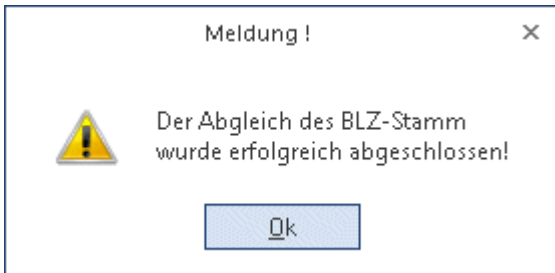 Meldung !
Der Abgleich des BLZ-Stamm
wurde erfolgreich abgeschlossen!
Ok